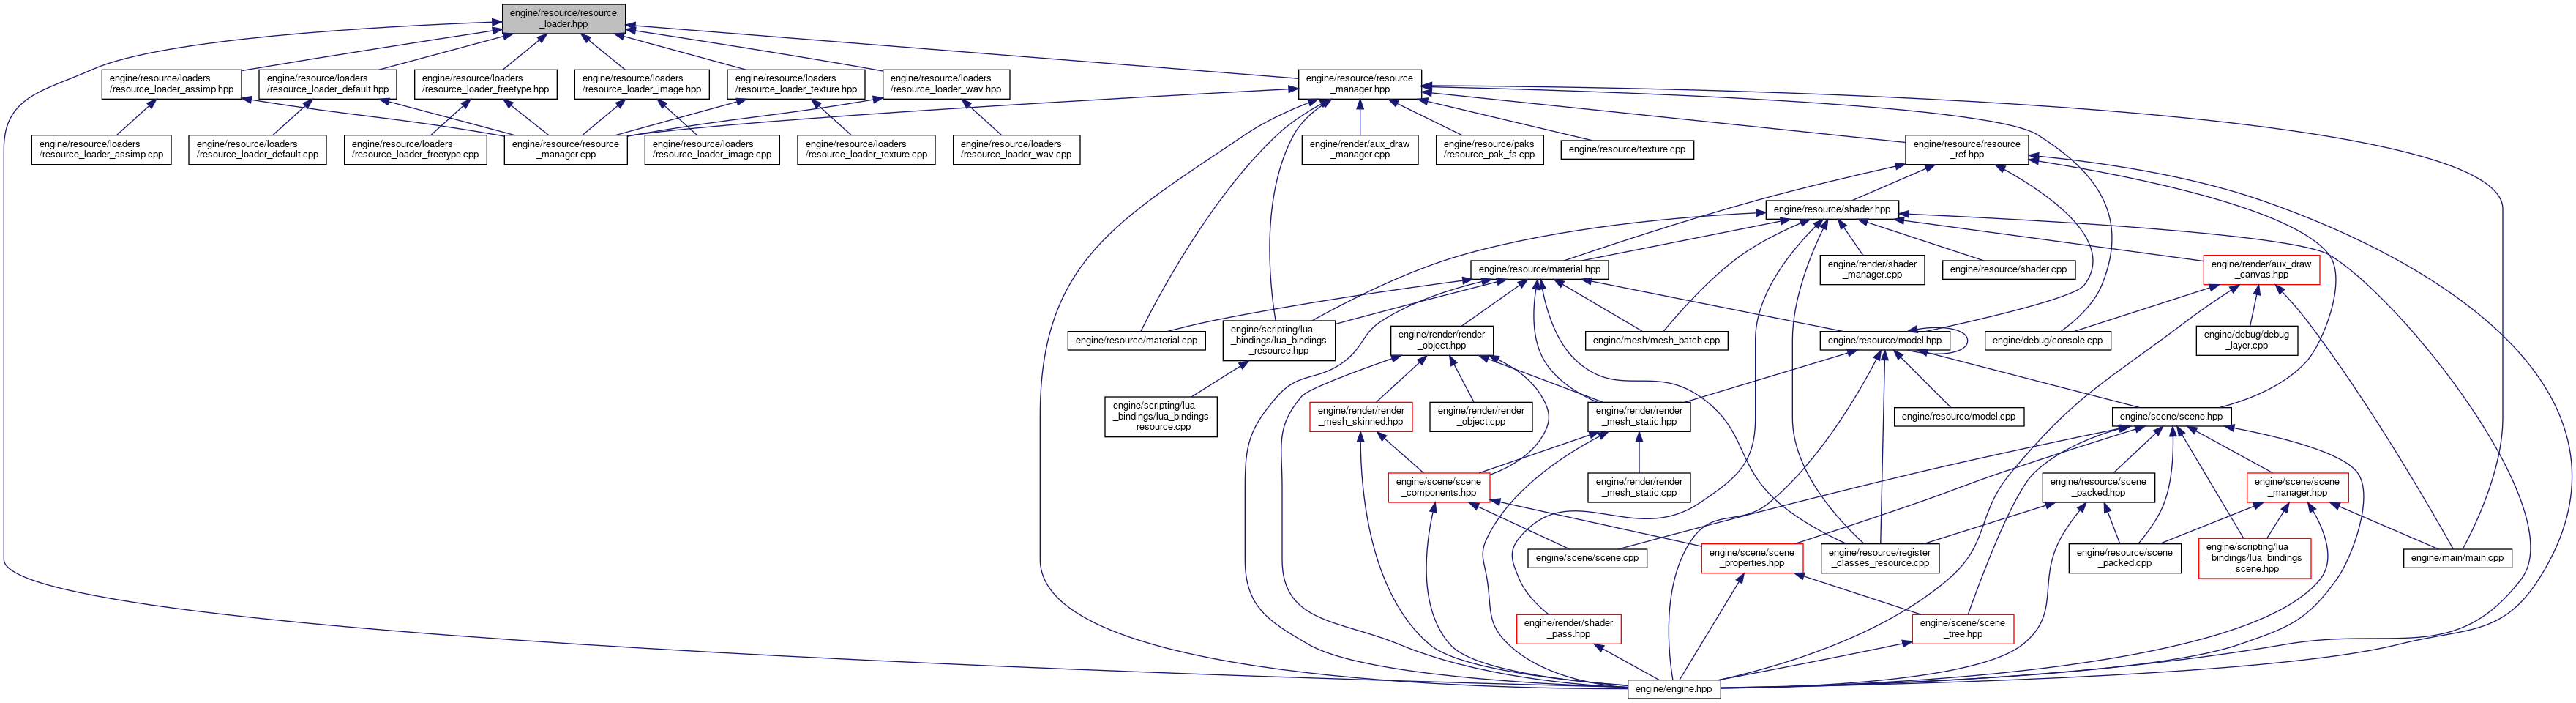 engine/resource/resource
_loader.hpp
engine/resource/loaders
/resource_loader_assimp.hpp
engine/resource/loaders
/resource_loader_default.hpp
engine/resource/loaders
/resource_loader_freetype.hpp
engine/resource/loaders
/resource_loader_image.hpp
engine/resource/loaders
/resource_loader_texture.hpp
engine/resource/loaders
/resource_loader_wav.hpp
engine/resource/resource
_manager.hpp
engine/resource/loaders
/resource_loader_assimp.cpp
engine/resource/loaders
/resource_loader_default.cpp
engine/resource/loaders
/resource_loader_freetype.cpp
engine/resource/resource
_manager.cpp
engine/resource/loaders
/resource_loader_image.cpp
engine/resource/loaders
/resource_loader_texture.cpp
engine/resource/loaders
/resource_loader_wav.cpp
engine/render/aux_draw
_manager.cpp
engine/resource/paks
/resource_pak_fs.cpp
engine/resource/texture.cpp
engine/resource/resource
_ref.hpp
engine/resource/shader.hpp
engine/resource/material.hpp
engine/render/shader
_manager.cpp
engine/resource/shader.cpp
engine/render/aux_draw
_canvas.hpp
engine/resource/material.cpp
engine/scripting/lua
_bindings/lua_bindings
_resource.hpp
engine/render/render
_object.hpp
engine/mesh/mesh_batch.cpp
engine/resource/model.hpp
engine/debug/console.cpp
engine/debug/debug
_layer.cpp
engine/scripting/lua
_bindings/lua_bindings
_resource.cpp
engine/render/render
_mesh_skinned.hpp
engine/render/render
_object.cpp
engine/render/render
_mesh_static.hpp
engine/resource/model.cpp
engine/scene/scene.hpp
engine/scene/scene
_components.hpp
engine/render/render
_mesh_static.cpp
engine/resource/scene
_packed.hpp
engine/scene/scene
_manager.hpp
engine/scene/scene.cpp
engine/scene/scene
_properties.hpp
engine/resource/register
_classes_resource.cpp
engine/resource/scene
_packed.cpp
engine/scripting/lua
_bindings/lua_bindings
_scene.hpp
engine/main/main.cpp
engine/render/shader
_pass.hpp
engine/scene/scene
_tree.hpp
engine/engine.hpp